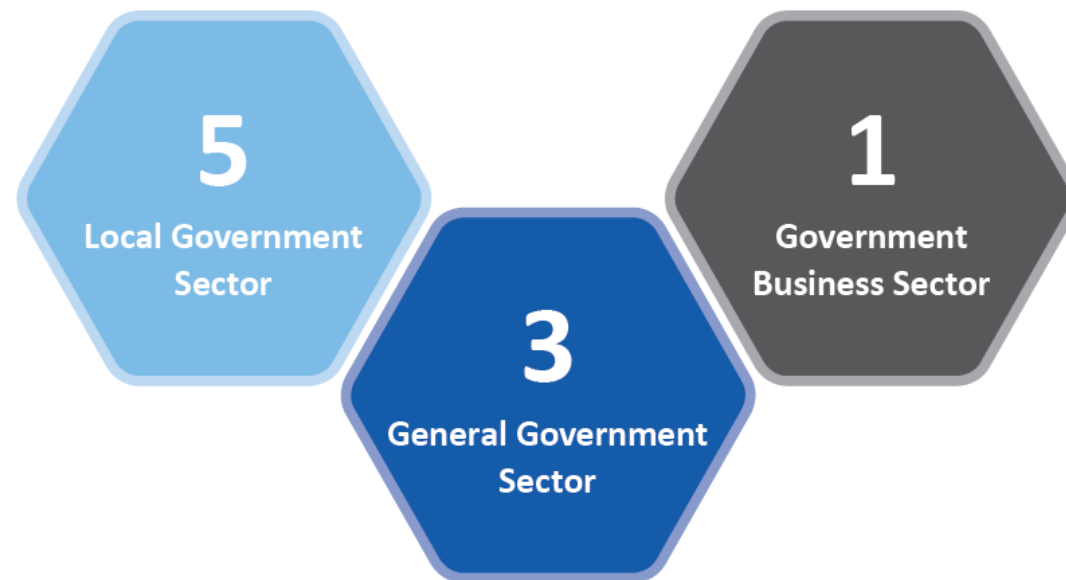 5
Local Government
Sector
3
General Government
Sector
1
Government
Business Sector